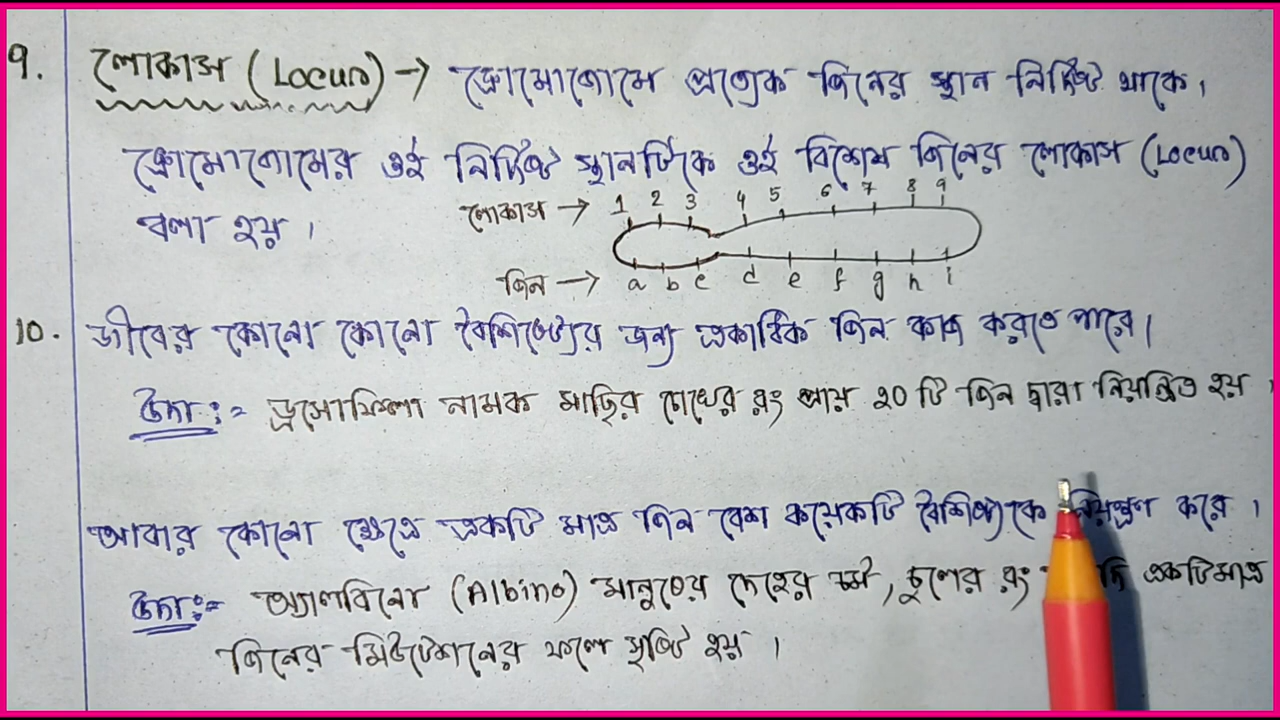 9. লোকাস (Locus) → ক্রোমোজোমে প্রত্যেক জিনের স্থান নির্দিষ্ট থাকে।
ক্রোমোজোমের ওই নির্দিষ্ট স্থানটিকে ওই বিশেষ জিনের লোকাস (Locus)
বলা হয়।
লোকাস → 1 2 3 4 5 6 7 8 9
জিন → a b c d e f g h i
10. জীবের কোনো কোনো বৈশিষ্ট্যের জন্য একাধিক জিন কাজ করতে পারে।
উদা:= ড্রসোফিলা নামক মাছির চোখের রং প্রায় ২০ টি জিন দ্বারা নিয়ন্ত্রিত হয়।
আবার কোনো ক্ষেত্রে একটি মাত্র জিন বেশ কয়েকটি বৈশিষ্ট্যকে নিয়ন্ত্রণ করে।
উদা:= অ্যালবিনো (Albino) মানুষের দেহের চর্ম, চুলের রং একটিমাত্র
জিনের মিউটেশনের ফলে সৃষ্টি হয়।